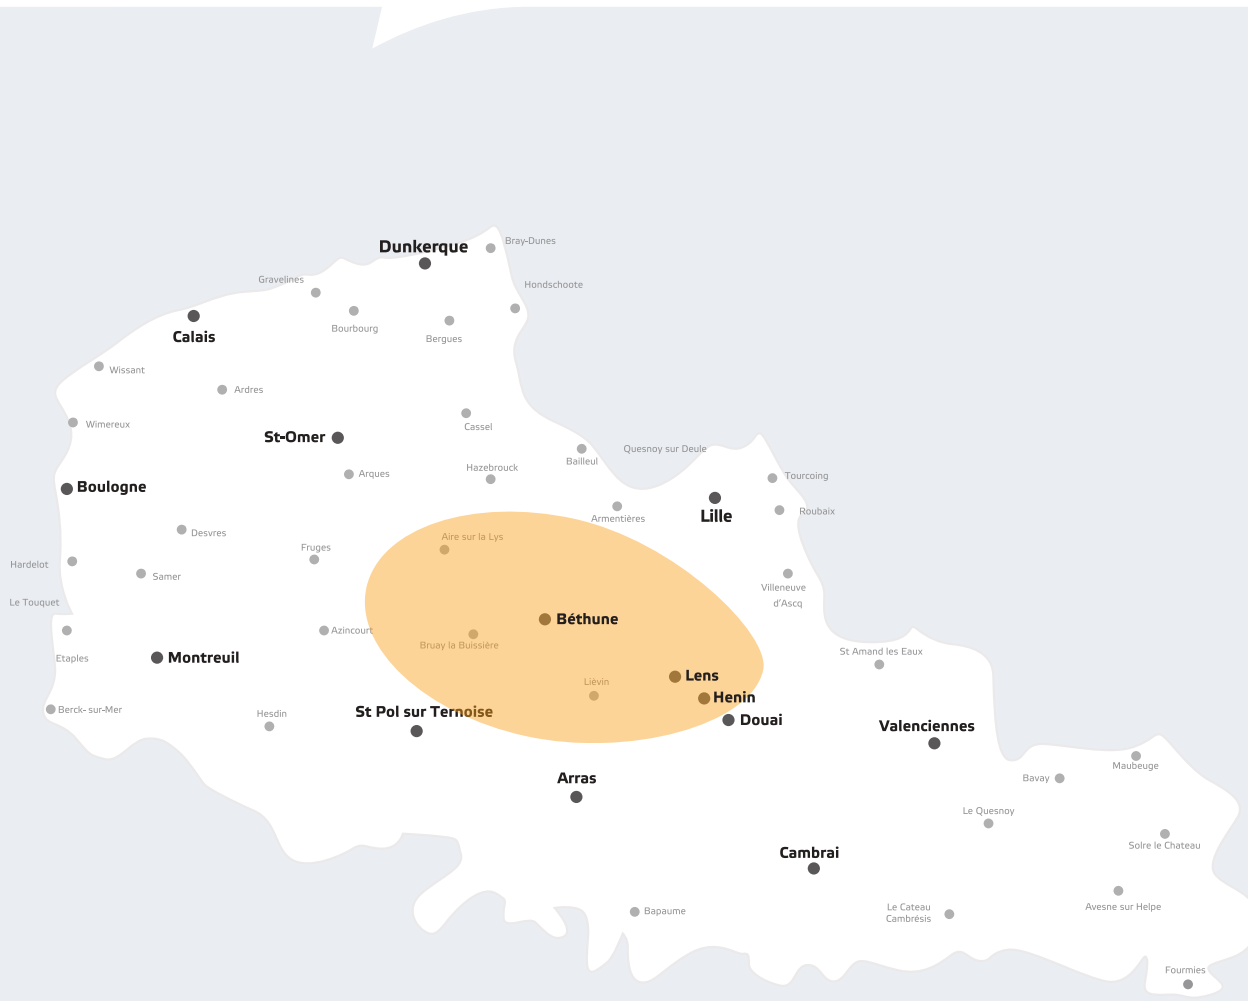 Dunkerque
Bray-Dunes
Gravelines
Hondschoote
Bourbourg
Calais
Bergues
Wissant
Ardres
Wimereux
Cassel
St-Omer
Quesnoy sur Deule
Bailleul
Hazebrouck
Arques
Tourcoing
Boulogne
Roubaix
Lille
Armentières
Desvres
Aire sur la Lys
Fruges
Hardelot
Samer
Villeneuve
d'Ascq
Le Touquet
Béthune
Azincourt
Bruay la Buissière
St Amand les Eaux
Etaples
Montreuil
Lens
Liévin
Henin
Berck-sur-Mer
Hesdin
St Pol sur Ternoise
Douai
Valenciennes
Maubeuge
Arras
Bavay
Le Quesnoy
Solre le Chateau
Cambrai
Le Cateau
Cambrésis
Avesne sur Helpe
Bapaume
Fourmies